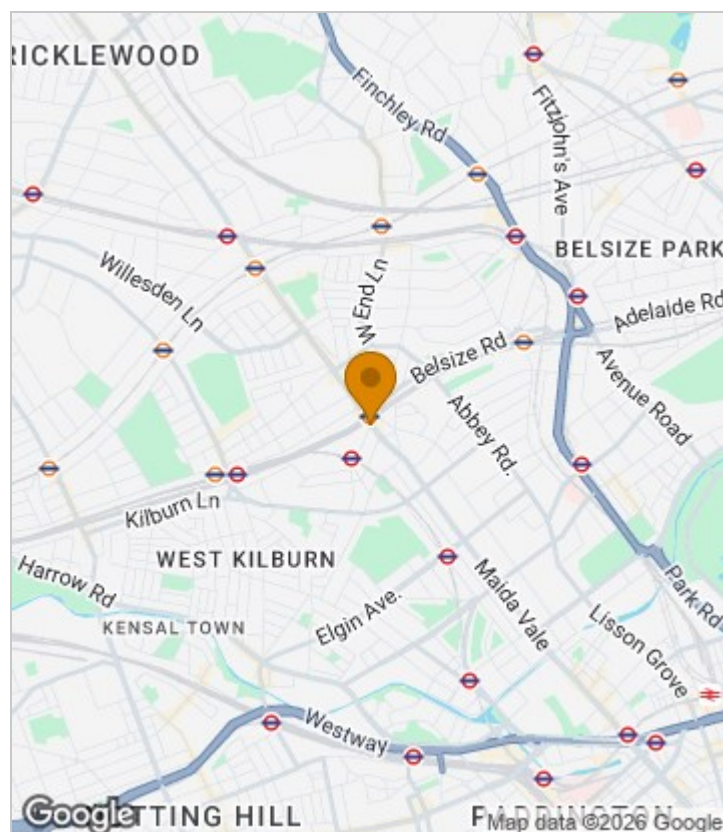 RICKLEWOOD
Finchley Rd
Fitzjohn's Ave
BELSIZE PARK
Willesden Ln
W End Ln
Adelaide Rd
Belsize Rd
Avenue Road
Abbey Rd.
Kilburn Ln
WEST KILBURN
Harrow Rd
Maida Vale
Park Rd
Elgin Ave.
KENSAL TOWN
Lisson Grove
Westway
Google
TTING HILL
Map data ©2026 Google